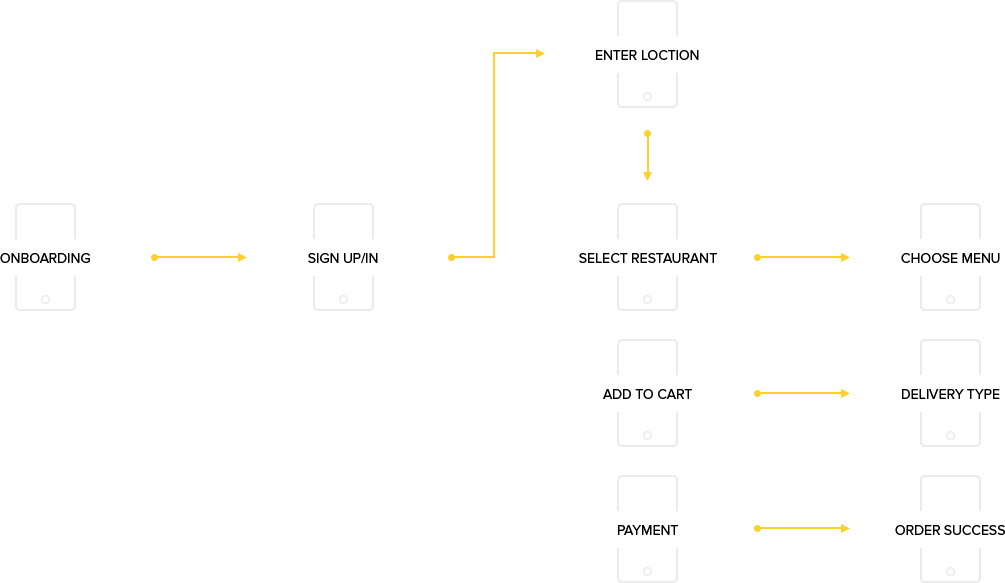 ENTER LOCTION
ONBOARDING
SIGN UP/IN
SELECT RESTAURANT
CHOOSE MENU
ADD TO CART
DELIVERY TYPE
PAYMENT
ORDER SUCCESS